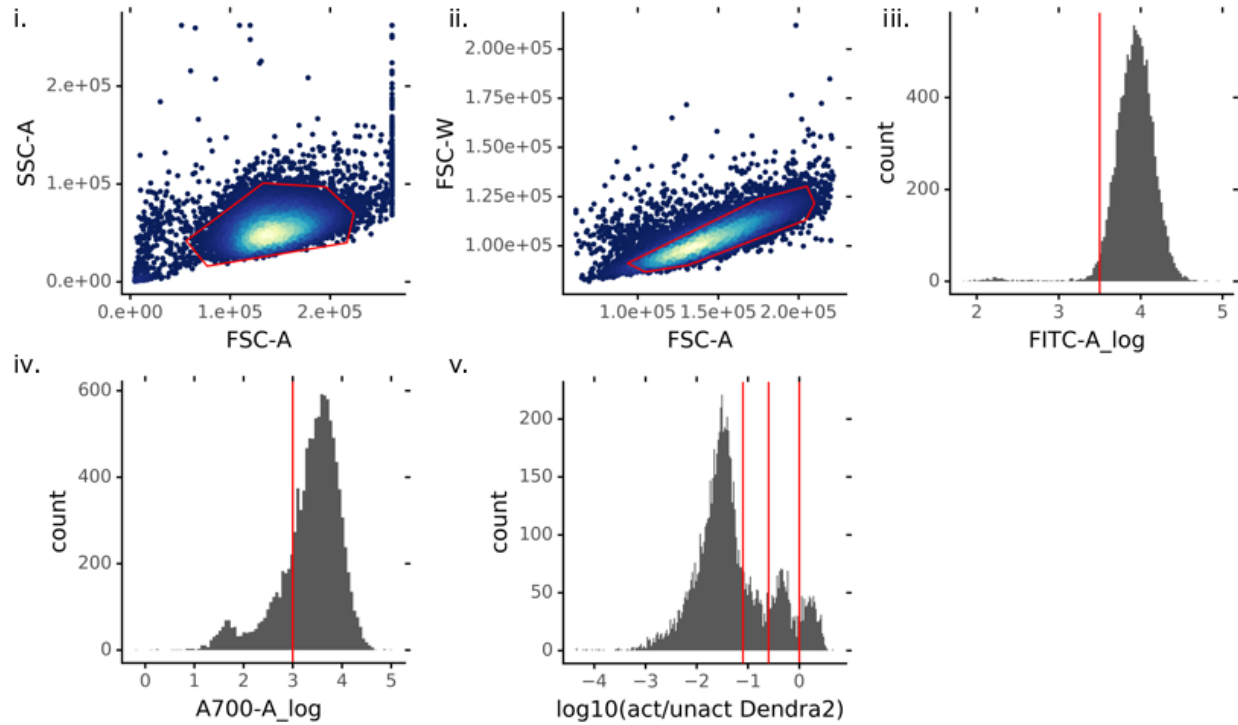 i.
SSC-A
2.e+05
1.e+05
0.e+00
0.e+00 1.e+05 2.e+05
FSC-A
ii.
FSC-W
2.00e+05
1.75e+05
1.50e+05
1.25e+05
1.00e+05
1.0e+05 1.5e+05 2.0e+05
FSC-A
iii.
count
400
200
0
2 3 4 5
FITC-A_log
iv.
count
600
400
200
0
0 1 2 3 4 5
A700-A_log
v.
count
200
150
100
50
0
−4 −3 −2 −1 0
log10(act/unact Dendra2)